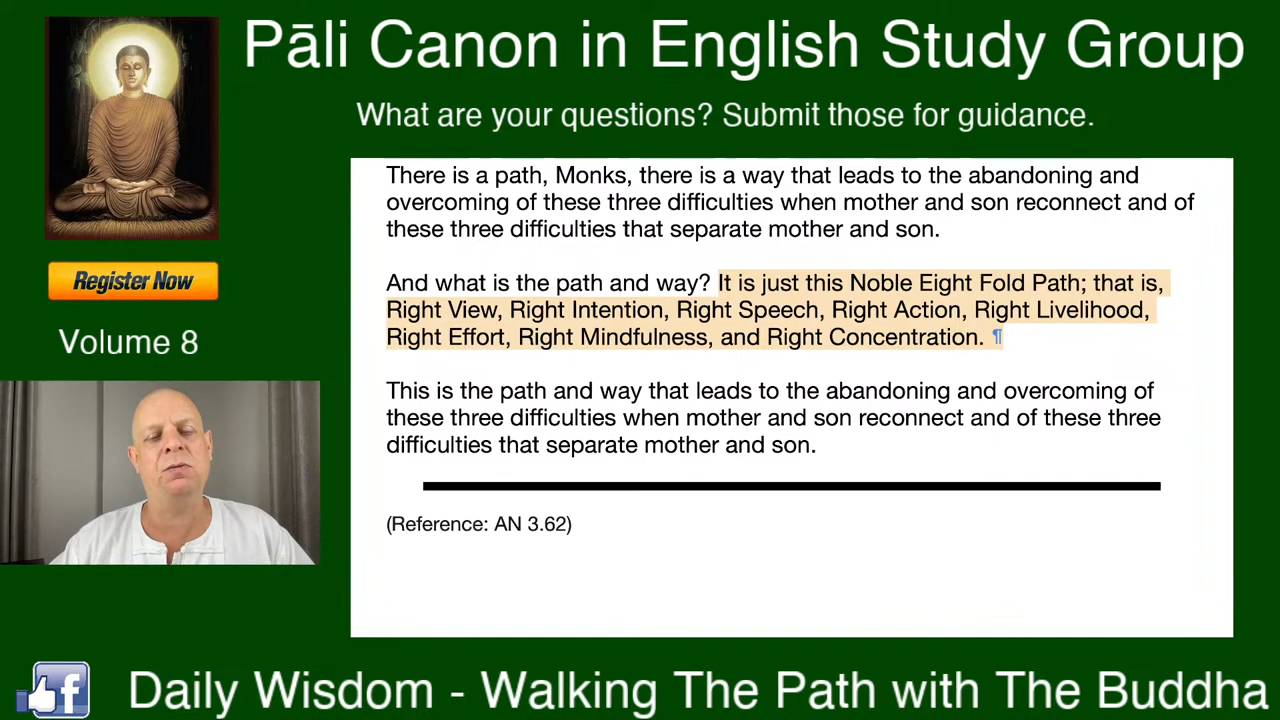 Pāli Canon in English Study Group
What are your questions? Submit those for guidance.
Register Now
Volume 8
There is a path, Monks, there is a way that leads to the abandoning and
overcoming of these three difficulties when mother and son reconnect and of
these three difficulties that separate mother and son.
And what is the path and way? It is just this Noble Eight Fold Path; that is,
Right View, Right Intention, Right Speech, Right Action, Right Livelihood,
Right Effort, Right Mindfulness, and Right Concentration. ¶
This is the path and way that leads to the abandoning and overcoming of
these three difficulties when mother and son reconnect and of these three
difficulties that separate mother and son.
(Reference: AN 3.62)
f
Daily Wisdom - Walking The Path with The Buddha